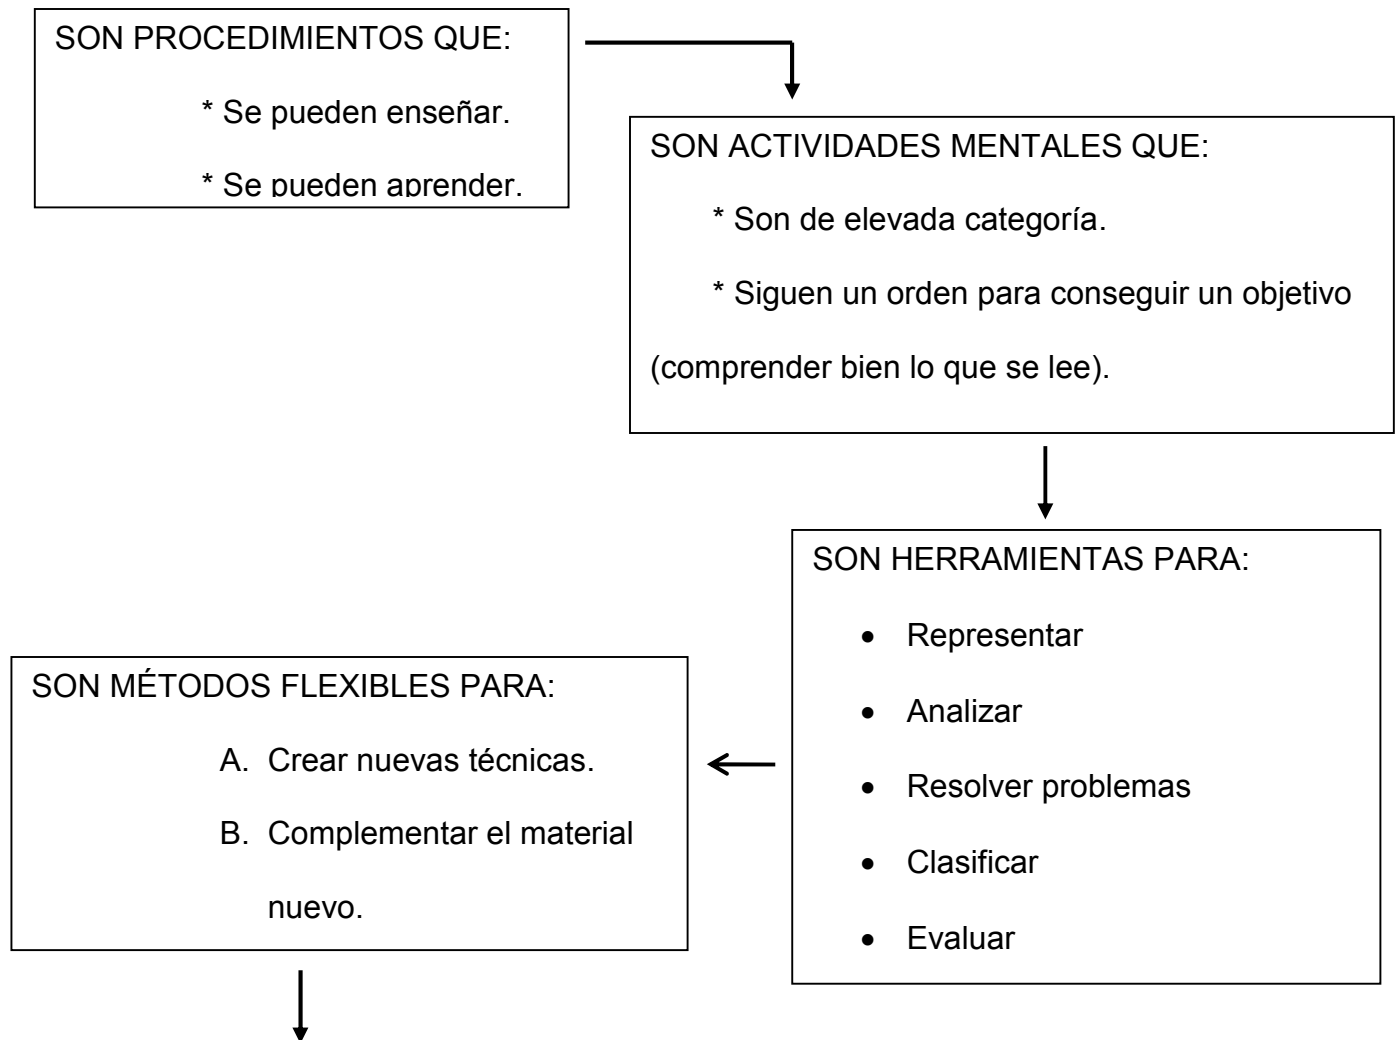 SON PROCEDIMIENTOS QUE:
* Se pueden enseñar.
* Se pueden aprender.
SON ACTIVIDADES MENTALES QUE:
* Son de elevada categoría.
* Siguen un orden para conseguir un objetivo
(comprender bien lo que se lee).
SON HERRAMIENTAS PARA:
• Representar
• Analizar
• Resolver problemas
• Clasificar
• Evaluar
SON MÉTODOS FLEXIBLES PARA:
A. Crear nuevas técnicas.
B. Complementar el material
nuevo.